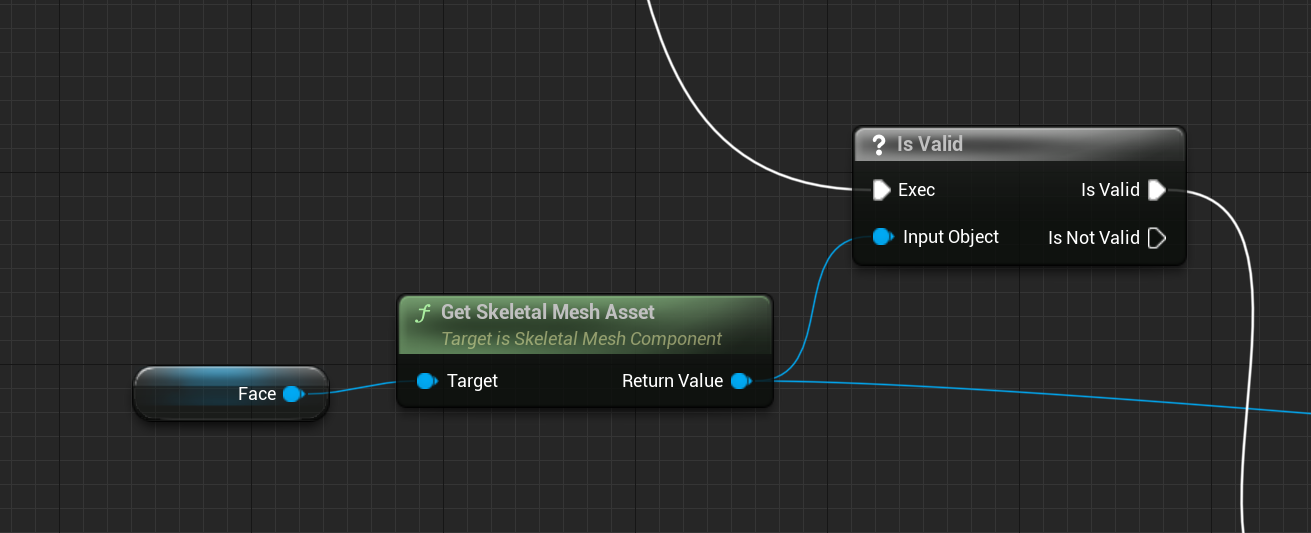 ? Is Valid
Exec
Is Valid
Input Object
Is Not Valid
f Get Skeletal Mesh Asset
Target is Skeletal Mesh Component
Face
Target
Return Value